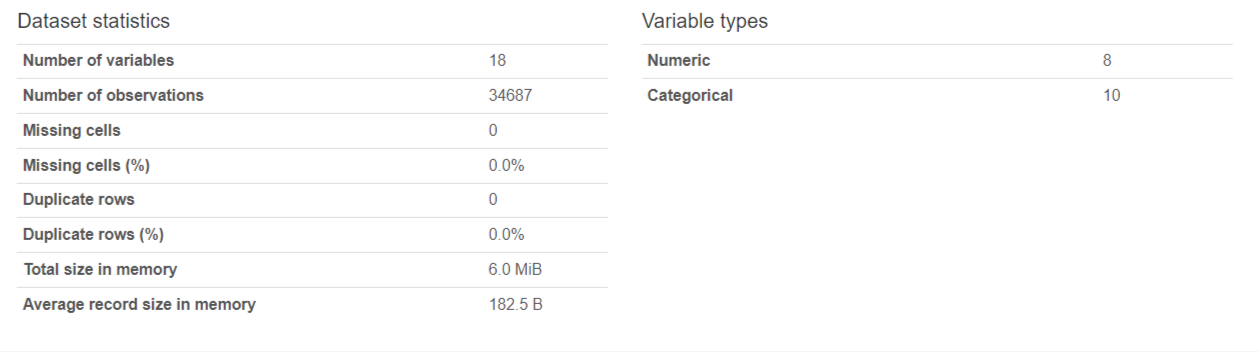 Dataset statistics
Number of variables 18
Number of observations 34687
Missing cells 0
Missing cells (%) 0.0%
Duplicate rows 0
Duplicate rows (%) 0.0%
Total size in memory 6.0 MiB
Average record size in memory 182.5 B
Variable types
Numeric 8
Categorical 10